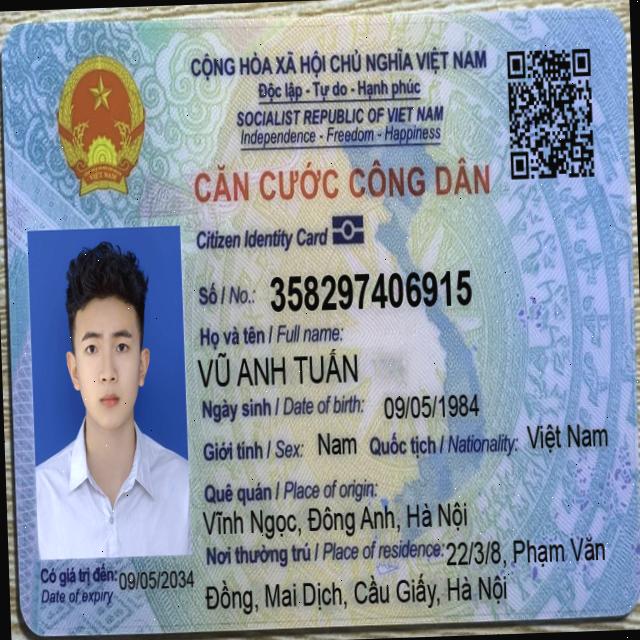 CỘNG HÒA XÃ HỘI CHỦ NGHĨA VIỆT NAM
Độc lập - Tự do - Hạnh phúc
SOCIALIST REPUBLIC OF VIET NAM
Independence - Freedom - Happiness
CĂN CƯỚC CÔNG DÂN
Citizen Identity Card
Số / No.: 358297406915
Họ và tên / Full name:
VŨ ANH TUẤN
Ngày sinh / Date of birth: 09/05/1984
Giới tính / Sex: Nam Quốc tịch / Nationality: Việt Nam
Quê quán / Place of origin:
Vĩnh Ngọc, Đông Anh, Hà Nội
Nơi thường trú / Place of residence: 22/3/8, Phạm Văn
Đồng, Mai Dịch, Cầu Giấy, Hà Nội
Có giá trị đến: 09/05/2034
Date of expiry